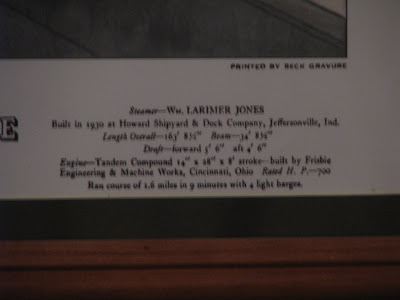 PRINTED BY BECK GRAVURE
Steamer—WM. LARIMER JONES
E
Built in 1930 at Howard Shipyard & Dock Company, Jeffersonville, Ind.
Length Overall—163' 8½" Beam—34' 8½"
Draft—forward 5' 6" aft 4' 6"
Engine—Tandem Compound 14" x 28" x 8' stroke—built by Frisbie
Engineering & Machine Works, Cincinnati, Ohio Rated H. P.—700
Ran course of 1.6 miles in 9 minutes with 4 light barges.